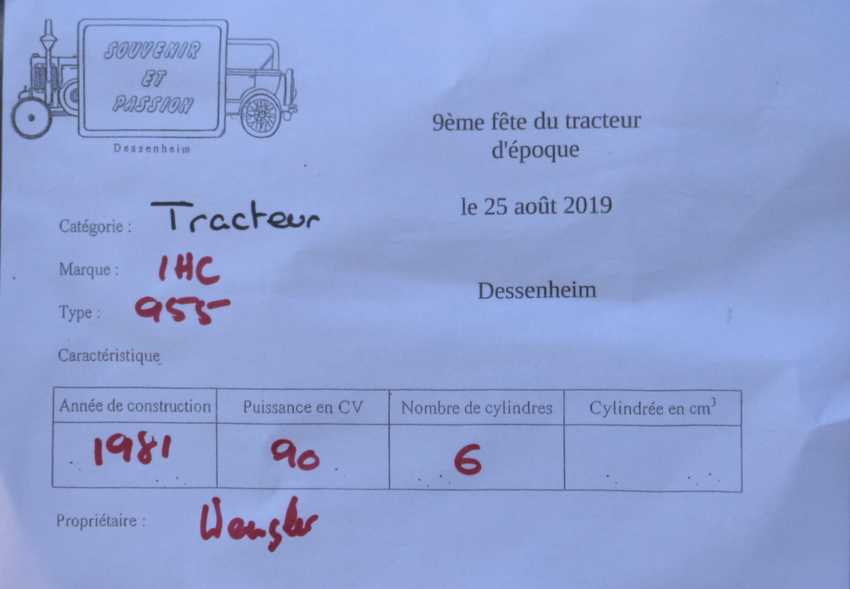 SOUVENIR
ET
PASSION
Dessenheim
9ème fête du tracteur
d'époque
le 25 août 2019
Dessenheim
Catégorie : Tracteur
Marque : IHC
Type : 955
Caractéristique
Année de construction Puissance en CV Nombre de cylindres Cylindrée en cm³
1981 90 6
Propriétaire :